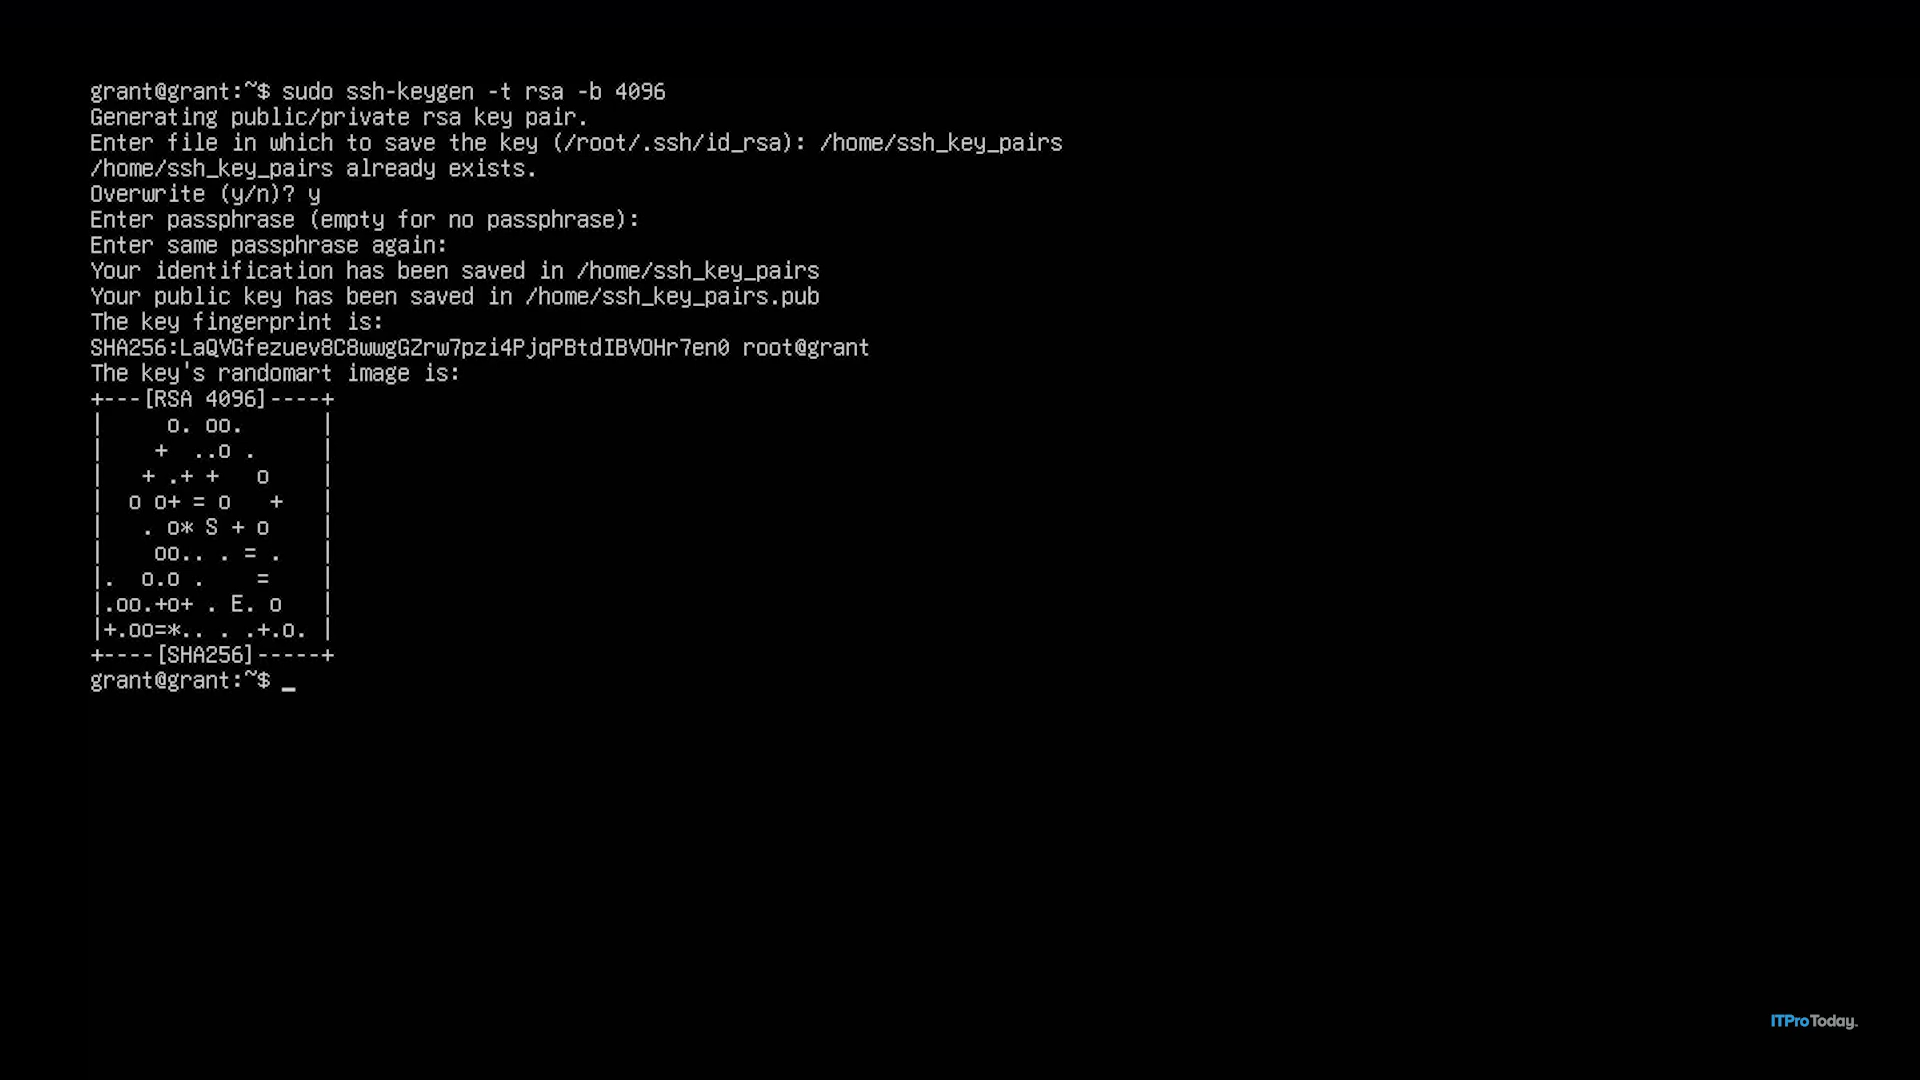 grant@grant:~$ sudo ssh-keygen -t rsa -b 4096
Generating public/private rsa key pair.
Enter file in which to save the key (/root/.ssh/id_rsa): /home/ssh_key_pairs
/home/ssh_key_pairs already exists.
Overwrite (y/n)? y
Enter passphrase (empty for no passphrase):
Enter same passphrase again:
Your identification has been saved in /home/ssh_key_pairs
Your public key has been saved in /home/ssh_key_pairs.pub
The key fingerprint is:
SHA256:LaQVGfezuev8C8wwgGZrw7pzi4PjqPBtdIBVOHr7en0 root@grant
The key's randomart image is:
+---[RSA 4096]----+
|     o. oo.      |
|    +  ..o .     |
|   + .+ +   o    |
|  o o+ = o   +   |
|   . o* S + o    |
|    oo.. . = .   |
|.  o.o .    =    |
|.oo.+o+ . E. o   |
|+.oo=*.. . .+.o. |
+----[SHA256]-----+
grant@grant:~$ _
ITProToday.